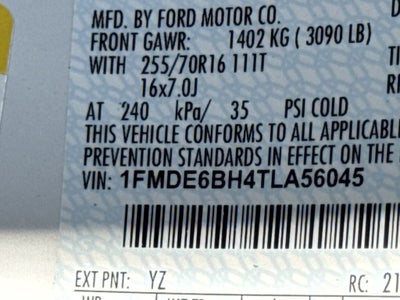 MFD. BY FORD MOTOR CO.
FRONT GAWR: 1402 KG ( 3090 LB)
WITH 255/70R16 111T
16x7.0J
AT 240 kPa/ 35 PSI COLD
THIS VEHICLE CONFORMS TO ALL APPLICABL
PREVENTION STANDARDS IN EFFECT ON THE
VIN: 1FMDE6BH4TLA56045
EXT PNT: YZ RC: 21